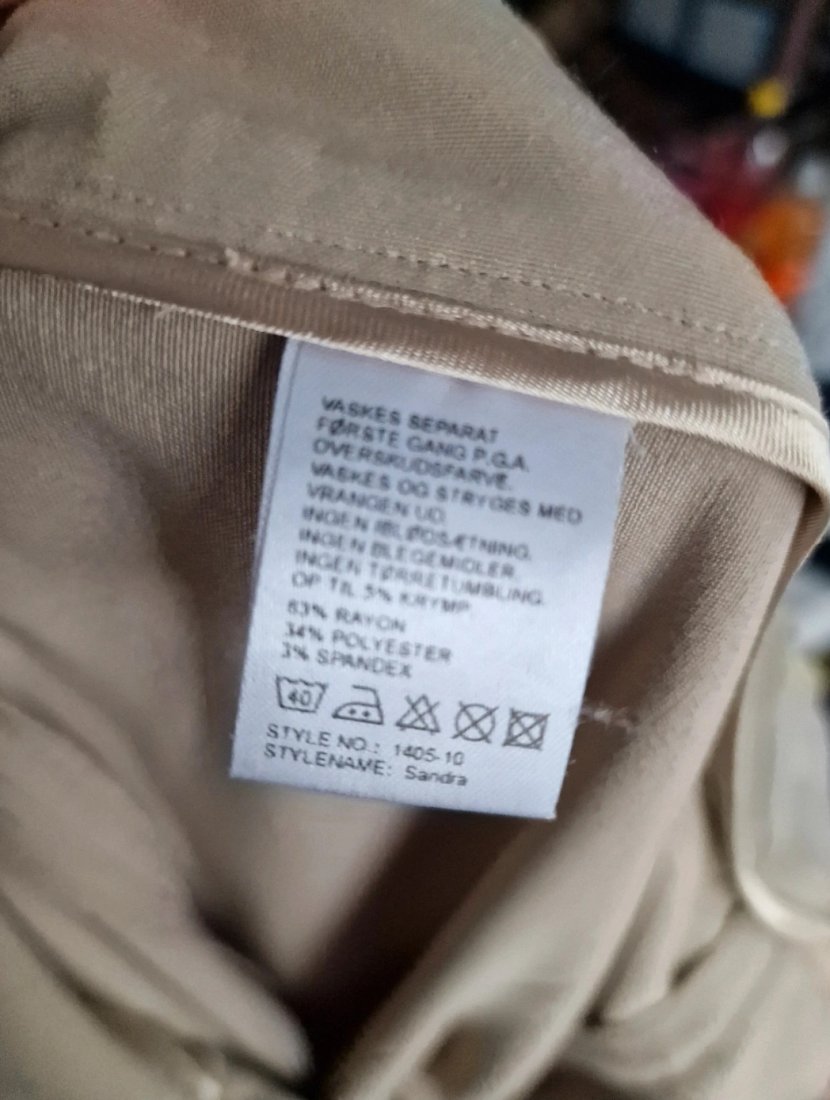 VASKES SEPARAT
FØRSTE GANG P.G.A.
OVERSKUDSFARVE.
VASKES OG STRYGES MED
VRANGEN UD.
INGEN IBLØDSÆTNING.
INGEN BLEGEMIDLER.
INGEN TØRRETUMBLING.
OP TIL 5% KRYMP
63% RAYON
34% POLYESTER
3% SPANDEX
40
STYLE NO.: 1405-10
STYLENAME: Sandra